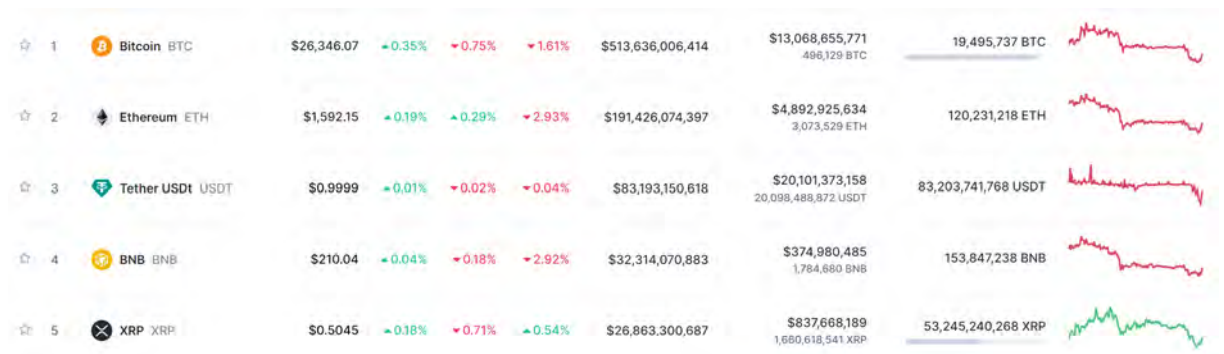 1 Bitcoin BTC $26,346.07 0.35% 0.75% 1.61% $513,636,006,414 $13,068,655,771 19,495,737 BTC
496,129 BTC
2 Ethereum ETH $1,592.15 0.19% 0.29% 2.93% $191,426,074,397 $4,892,925,634 120,231,218 ETH
3,073,529 ETH
3 Tether USDt USDT $0.9999 0.01% 0.02% 0.04% $83,193,150,618 $20,101,373,158 83,203,741,768 USDT
20,098,488,872 USDT
4 BNB BNB $210.04 0.04% 0.18% 2.92% $32,314,070,883 $374,980,485 153,847,238 BNB
1,784,680 BNB
5 XRP XRP $0.5045 0.18% 0.71% 0.54% $26,863,300,687 $837,668,189 53,245,240,268 XRP
1,660,618,541 XRP